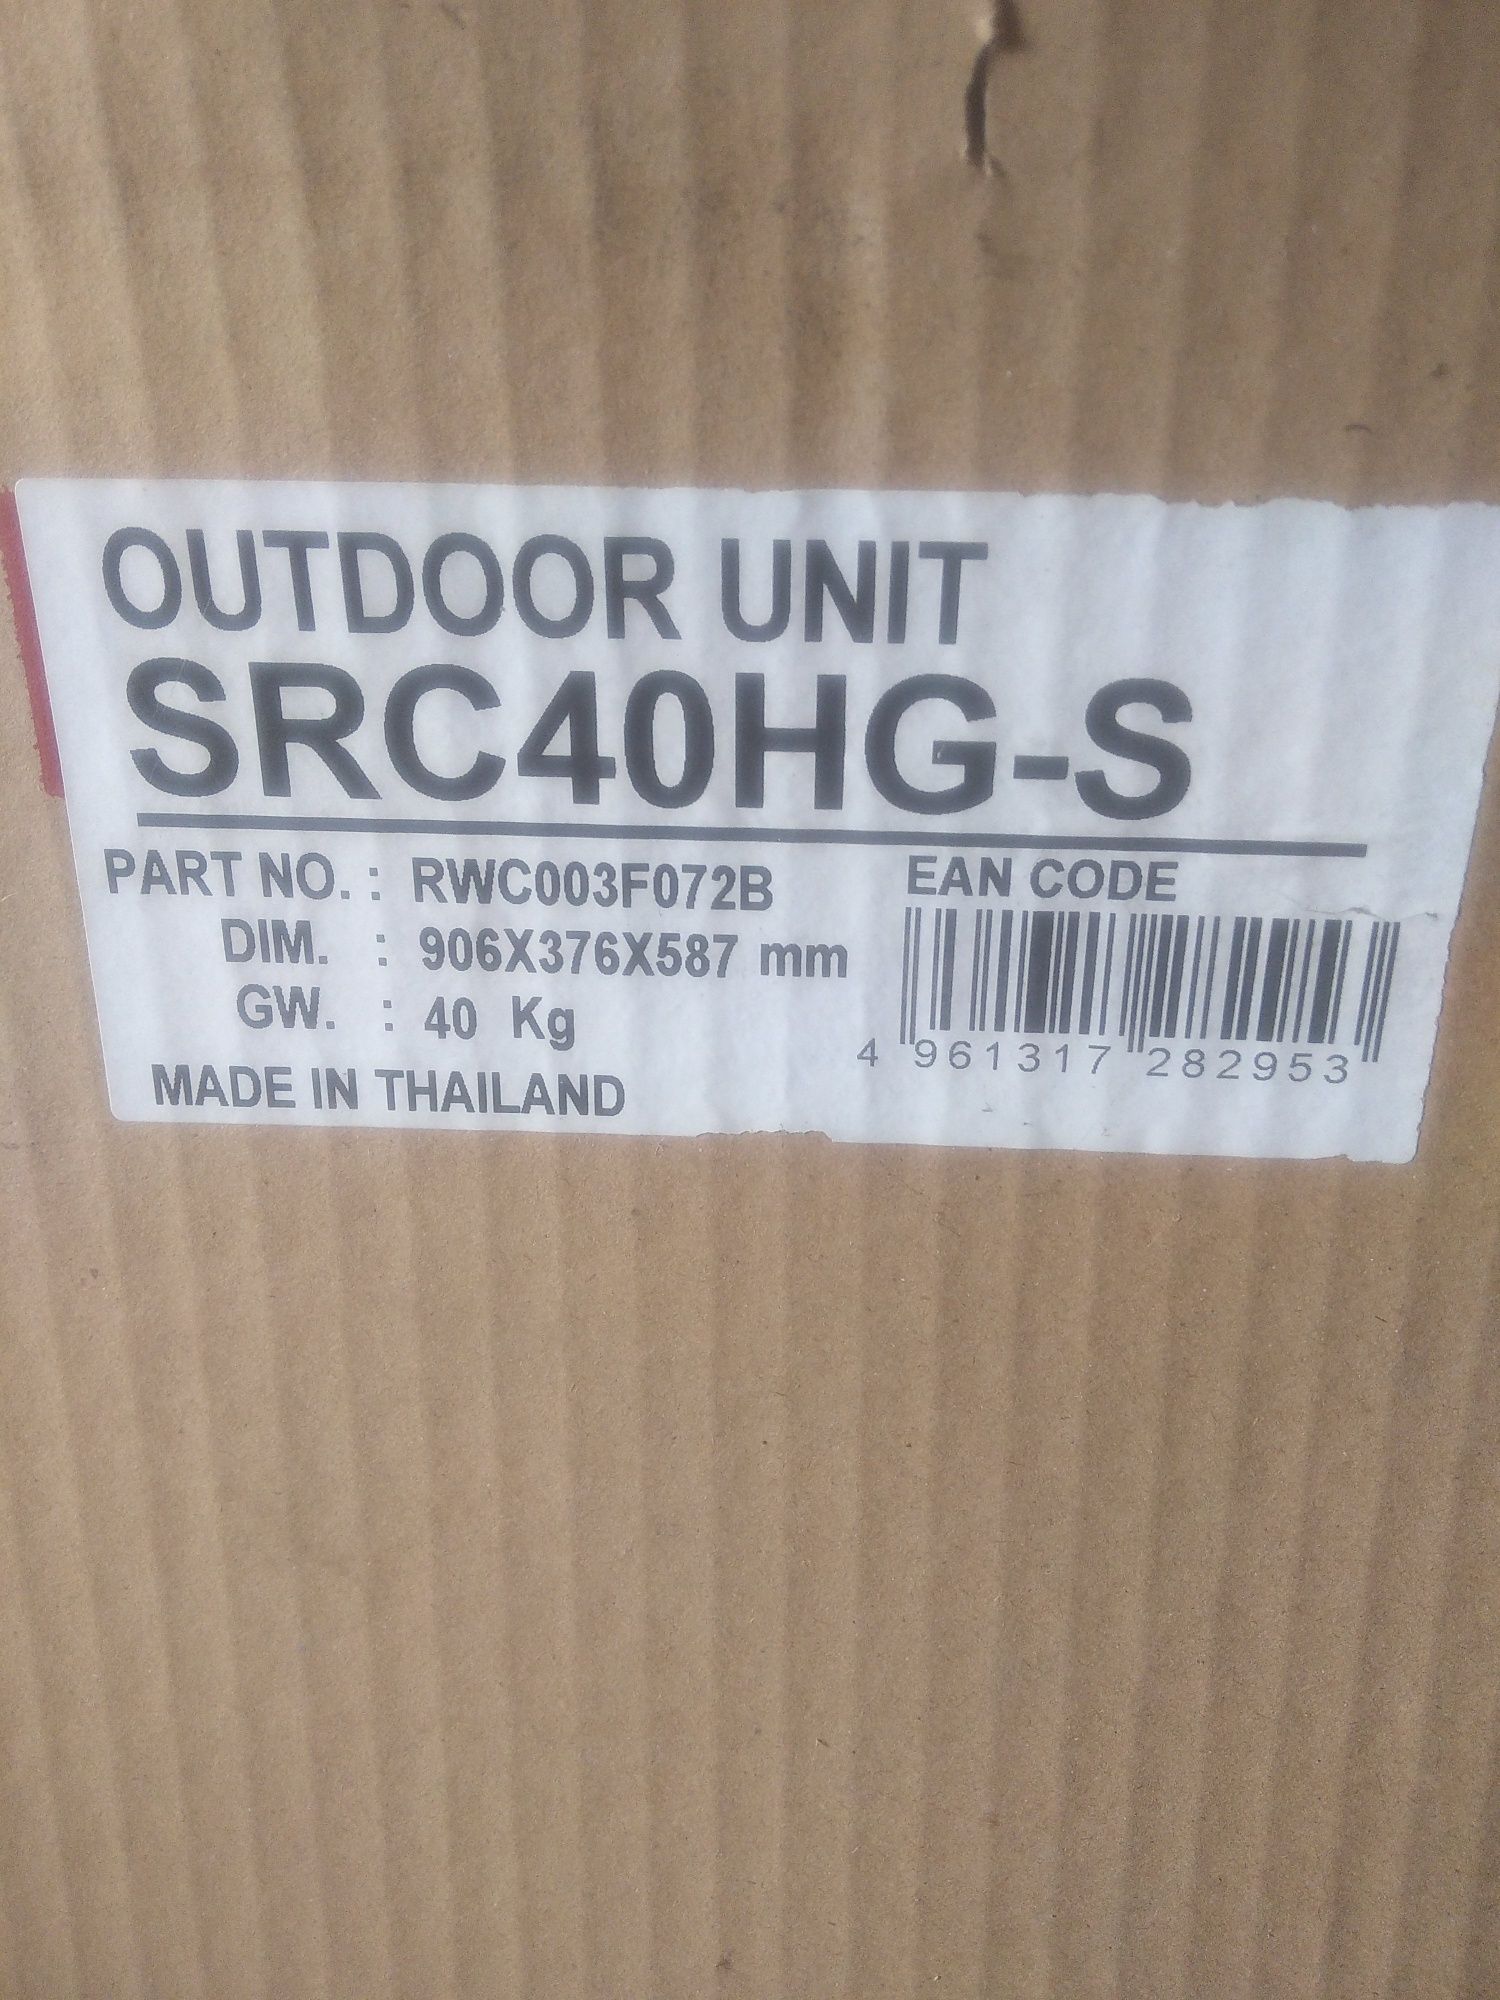 OUTDOOR UNIT
SRC40HG-S
PART NO. : RWC003F072B
DIM. : 906X376X587 mm
GW. : 40 Kg
MADE IN THAILAND
EAN CODE
4 961317 282953